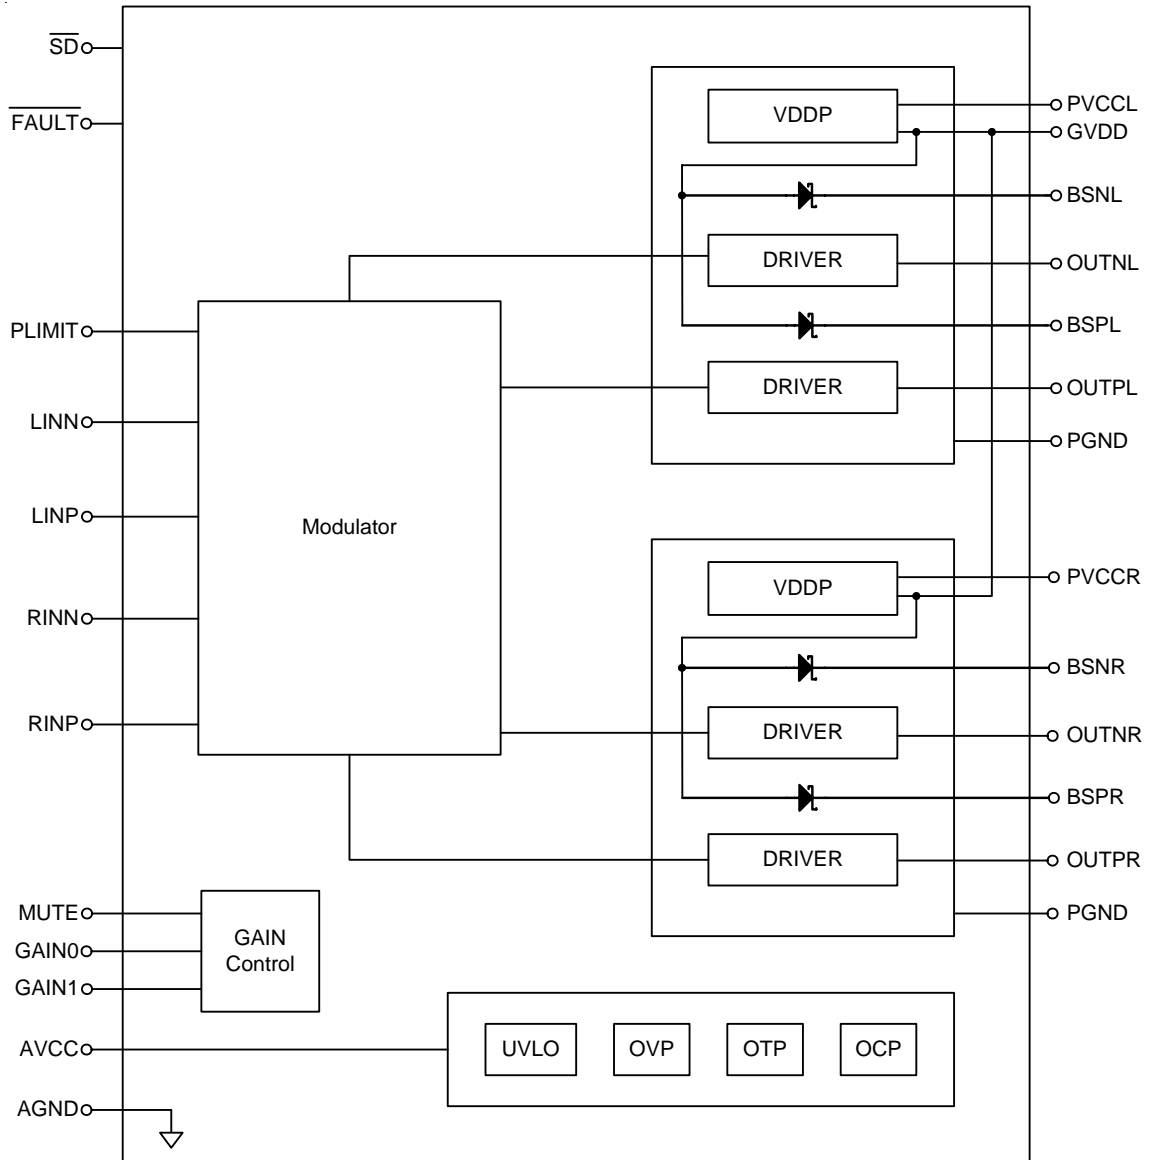 SD
FAULT
PLIMIT
LINN
LINP
RINN
RINP
MUTE
GAIN0
GAIN1
AVCC
AGND
Modulator
GAIN
Control
VDDP
DRIVER
DRIVER
VDDP
DRIVER
DRIVER
UVLO
OVP
OTP
OCP
PVCCL
GVDD
BSNL
OUTNL
BSPL
OUTPL
PGND
PVCCR
BSNR
OUTNR
BSPR
OUTPR
PGND